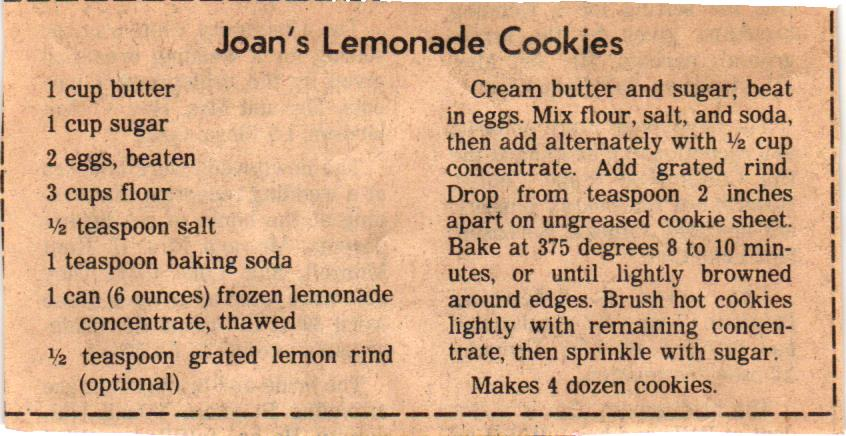 Joan's Lemonade Cookies
1 cup butter
1 cup sugar
2 eggs, beaten
3 cups flour
½ teaspoon salt
1 teaspoon baking soda
1 can (6 ounces) frozen lemonade
concentrate, thawed
½ teaspoon grated lemon rind
(optional)
Cream butter and sugar; beat
in eggs. Mix flour, salt, and soda,
then add alternately with ½ cup
concentrate. Add grated rind.
Drop from teaspoon 2 inches
apart on ungreased cookie sheet.
Bake at 375 degrees 8 to 10 min-
utes, or until lightly browned
around edges. Brush hot cookies
lightly with remaining concen-
trate, then sprinkle with sugar.
Makes 4 dozen cookies.